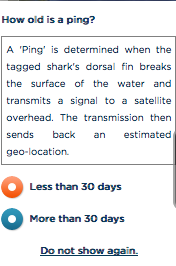 How old is a ping?
A 'Ping' is determined when the
tagged shark's dorsal fin breaks
the surface of the water and
transmits a signal to a satellite
overhead. The transmission then
sends back an estimated
geo-location.
Less than 30 days
More than 30 days
Do not show again.